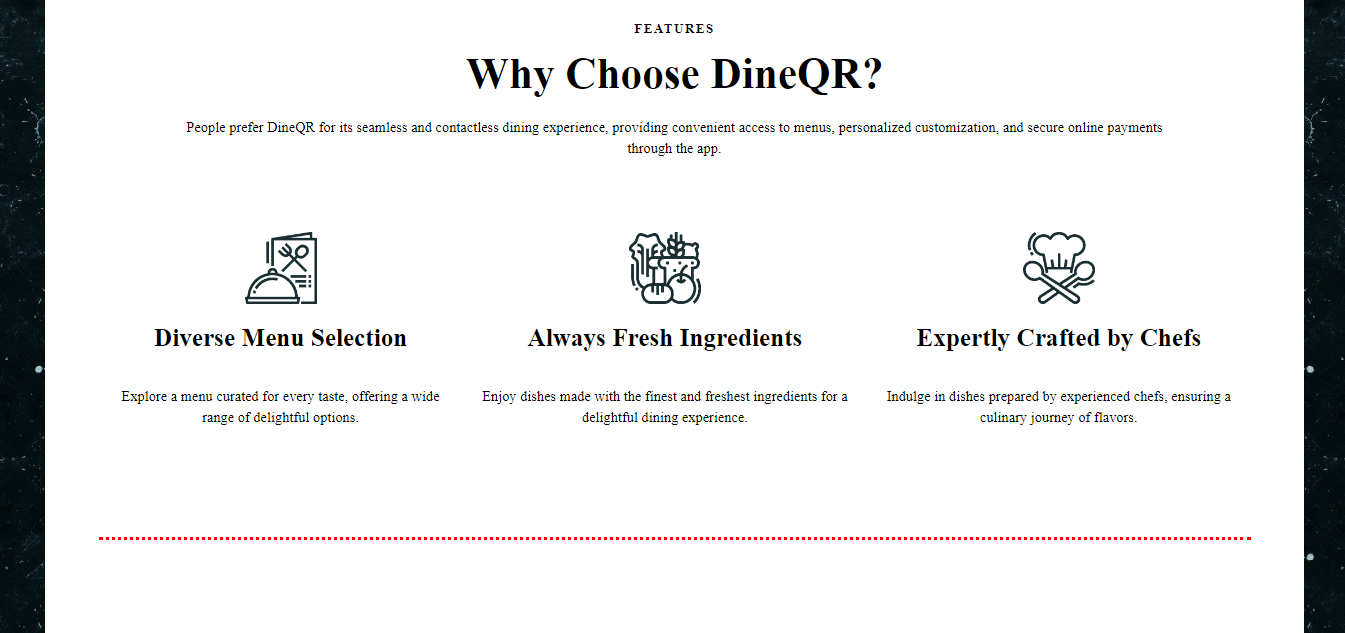 FEATURES
Why Choose DineQR?
People prefer DineQR for its seamless and contactless dining experience, providing convenient access to menus, personalized customization, and secure online payments
through the app.
Diverse Menu Selection
Explore a menu curated for every taste, offering a wide
range of delightful options.
Always Fresh Ingredients
Enjoy dishes made with the finest and freshest ingredients for a
delightful dining experience.
Expertly Crafted by Chefs
Indulge in dishes prepared by experienced chefs, ensuring a
culinary journey of flavors.